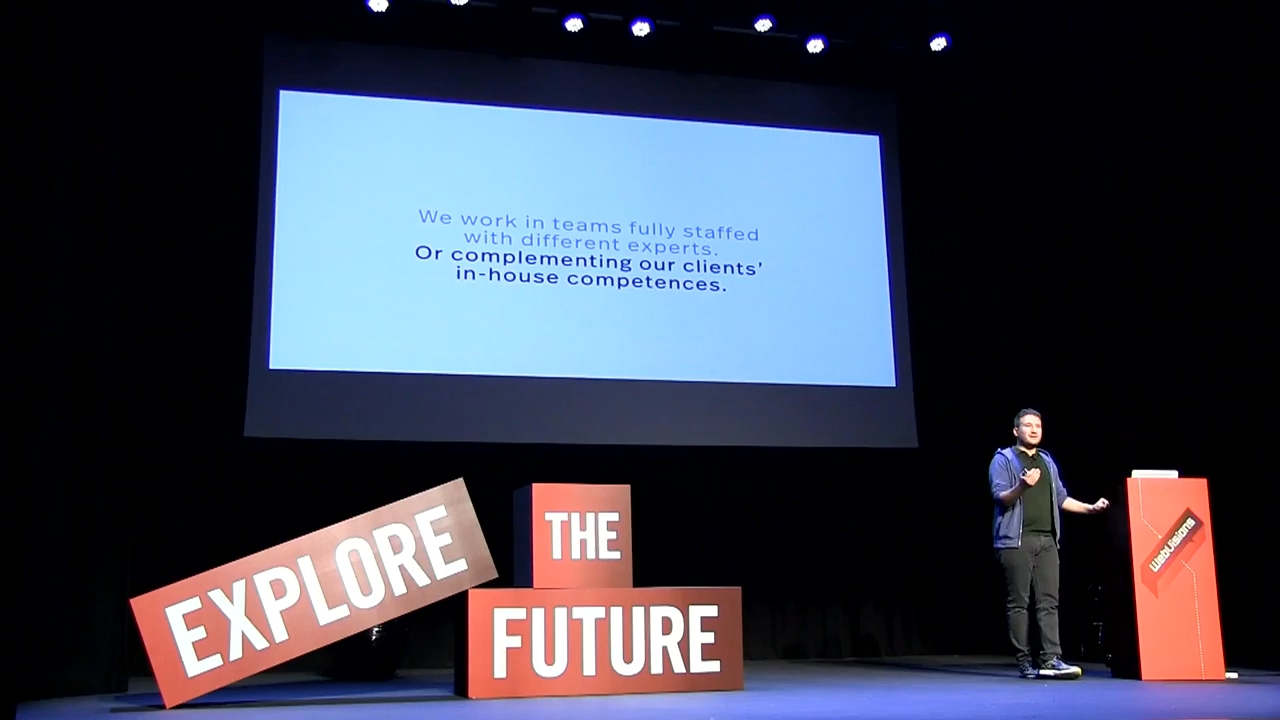 We work in teams fully staffed
with different experts.
Or complementing our clients’
in-house competences.
EXPLORE
THE
FUTURE
WebVisions